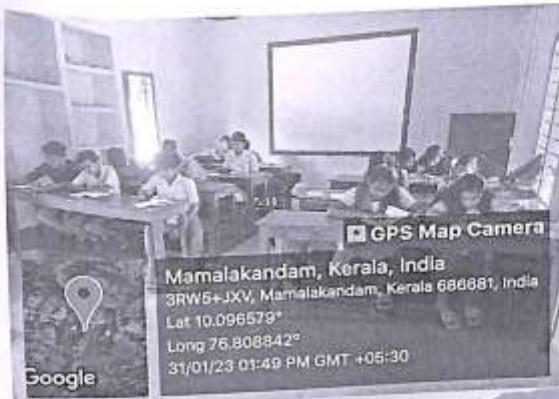 GPS Map Camera
Mamalakandam, Kerala, India
3RW5+JXV, Mamalakandam, Kerala 686681, India
Lat 10.096579°
Long 76.808842°
31/01/23 01:49 PM GMT +05:30
Google